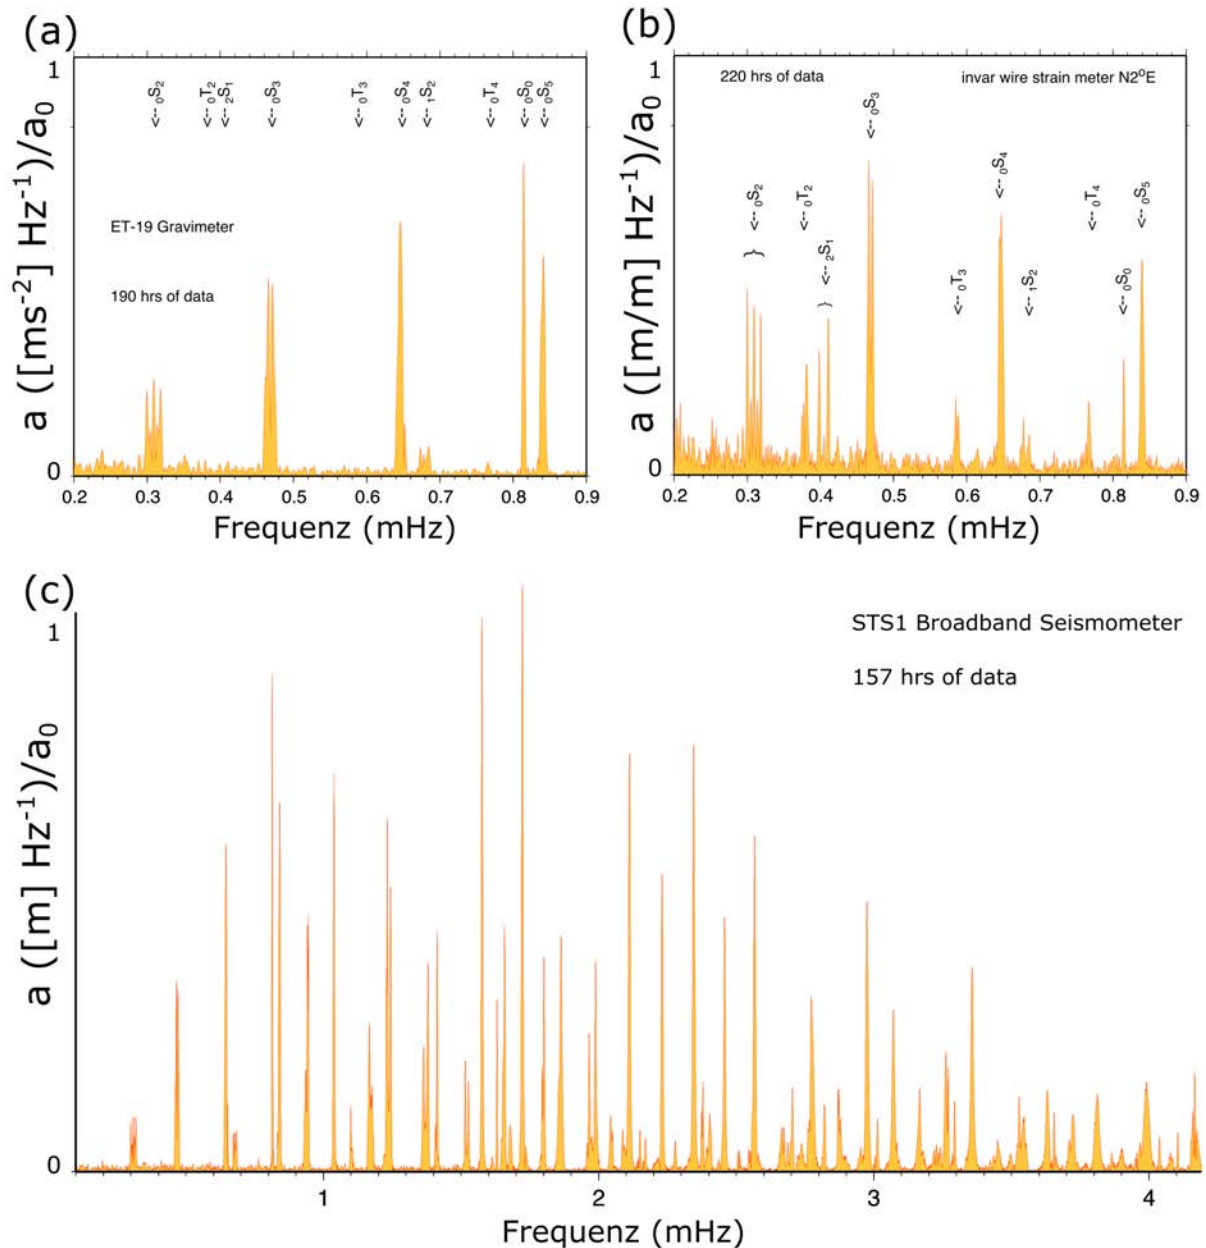 (a)
1
<-- ₀S₂
<-- ₀T₂
<-- ₂S₁
<-- ₀S₃
<-- ₀T₃
<-- ₀S₄
<-- ₁S₂
<-- ₀T₄
<-- ₀S₀
<-- ₀S₅
ET-19 Gravimeter
190 hrs of data
a ([ms⁻²] Hz⁻¹)/a₀
0
0.2 0.3 0.4 0.5 0.6 0.7 0.8 0.9
Frequenz (mHz)
(b)
1
220 hrs of data
invar wire strain meter N2⁰E
<-- ₀S₂
<-- ₀T₂
<-- ₂S₁
<-- ₀S₃
<-- ₀T₃
<-- ₀S₄
<-- ₁S₂
<-- ₀T₄
<-- ₀S₀
<-- ₀S₅
}
}
a ([m/m] Hz⁻¹)/a₀
0
0.2 0.3 0.4 0.5 0.6 0.7 0.8 0.9
Frequenz (mHz)
(c)
1
STS1 Broadband Seismometer
157 hrs of data
a ([m] Hz⁻¹)/a₀
0
1 2 3 4
Frequenz (mHz)